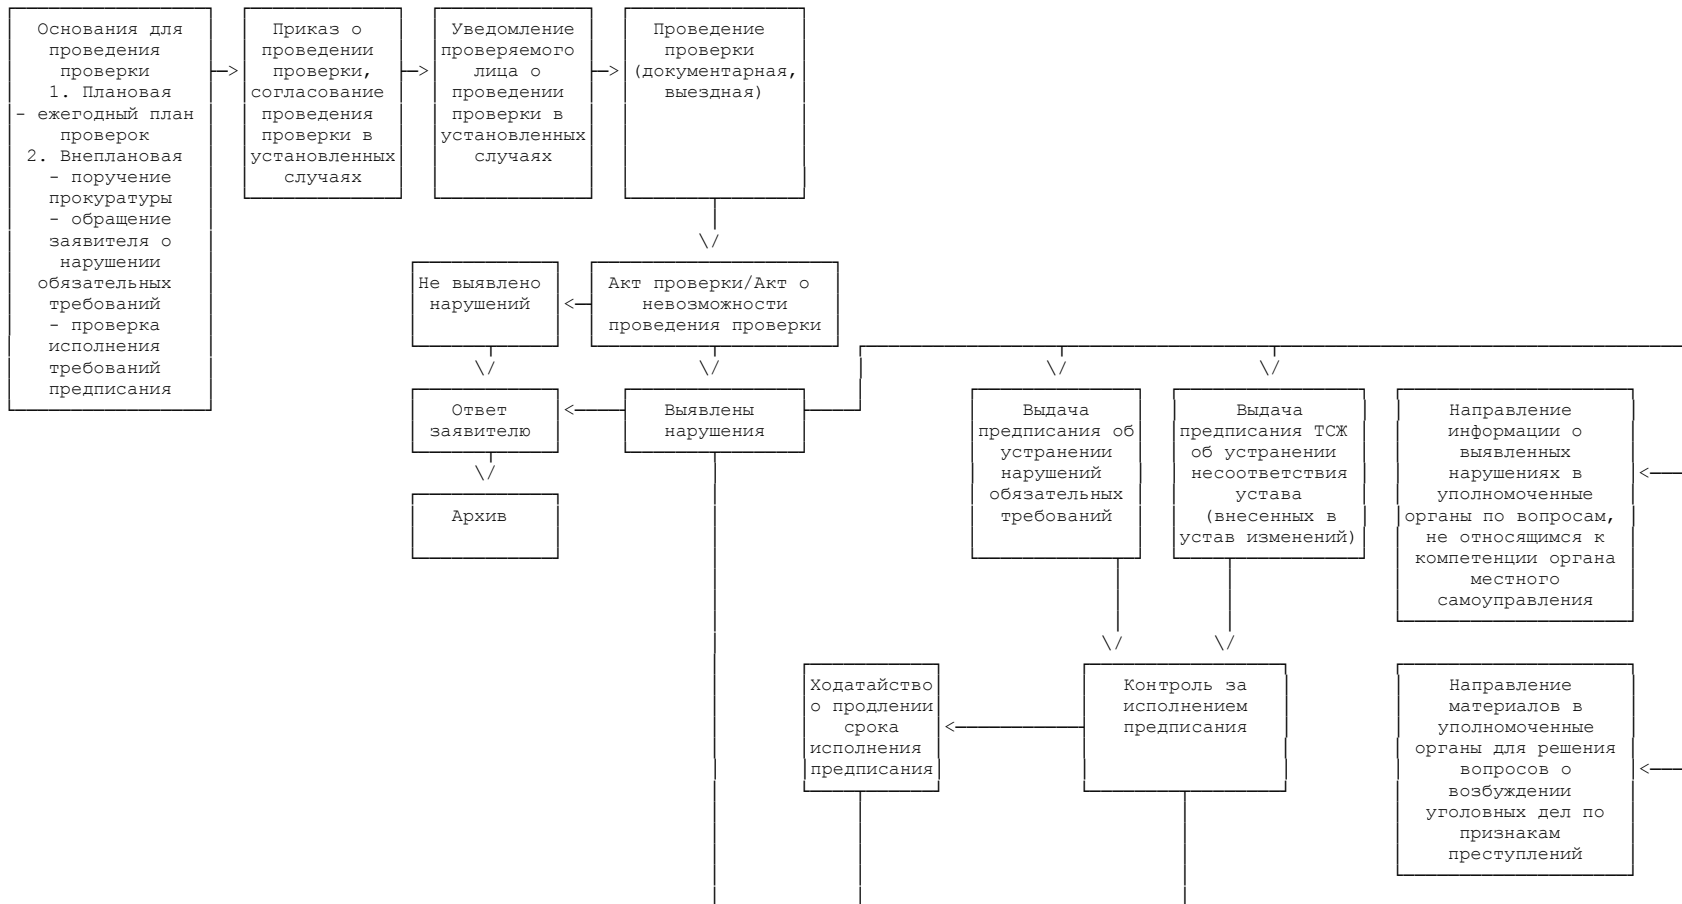 Основания для
проведения
проверки
1. Плановая
- ежегодный план
проверок
2. Внеплановая
- поручение
прокуратуры
- обращение
заявителя о
нарушении
обязательных
требований
- проверка
исполнения
требований
предписания
Приказ о
проведении
проверки,
согласование
проведения
проверки в
установленных
случаях
Уведомление
проверяемого
лица о
проведении
проверки в
установленных
случаях
Проведение
проверки
(документарная,
выездная)
Не выявлено
нарушений
Акт проверки/Акт о
невозможности
проведения проверки
Ответ
заявителю
Выявлены
нарушения
Архив
Выдача
предписания об
устранении
нарушений
обязательных
требований
Выдача
предписания ТСЖ
об устранении
несоответствия
устава
(внесенных в
устав изменений)
Направление
информации о
выявленных
нарушениях в
уполномоченные
органы по вопросам,
не относящимся к
компетенции органа
местного
самоуправления
Ходатайство
о продлении
срока
исполнения
предписания
Контроль за
исполнением
предписания
Направление
материалов в
уполномоченные
органы для решения
вопросов о
возбуждении
уголовных дел по
признакам
преступлений